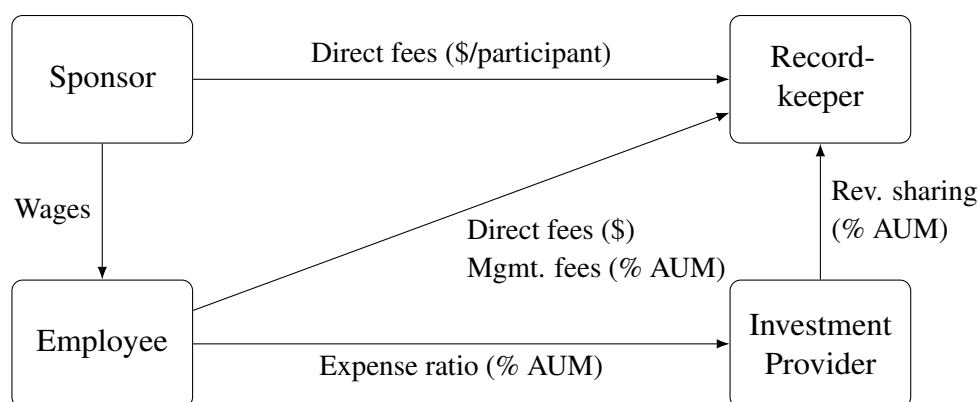 Sponsor
Direct fees ($/participant)
Record-
keeper
Wages
Rev. sharing
(% AUM)
Direct fees ($)
Mgmt. fees (% AUM)
Employee
Expense ratio (% AUM)
Investment
Provider